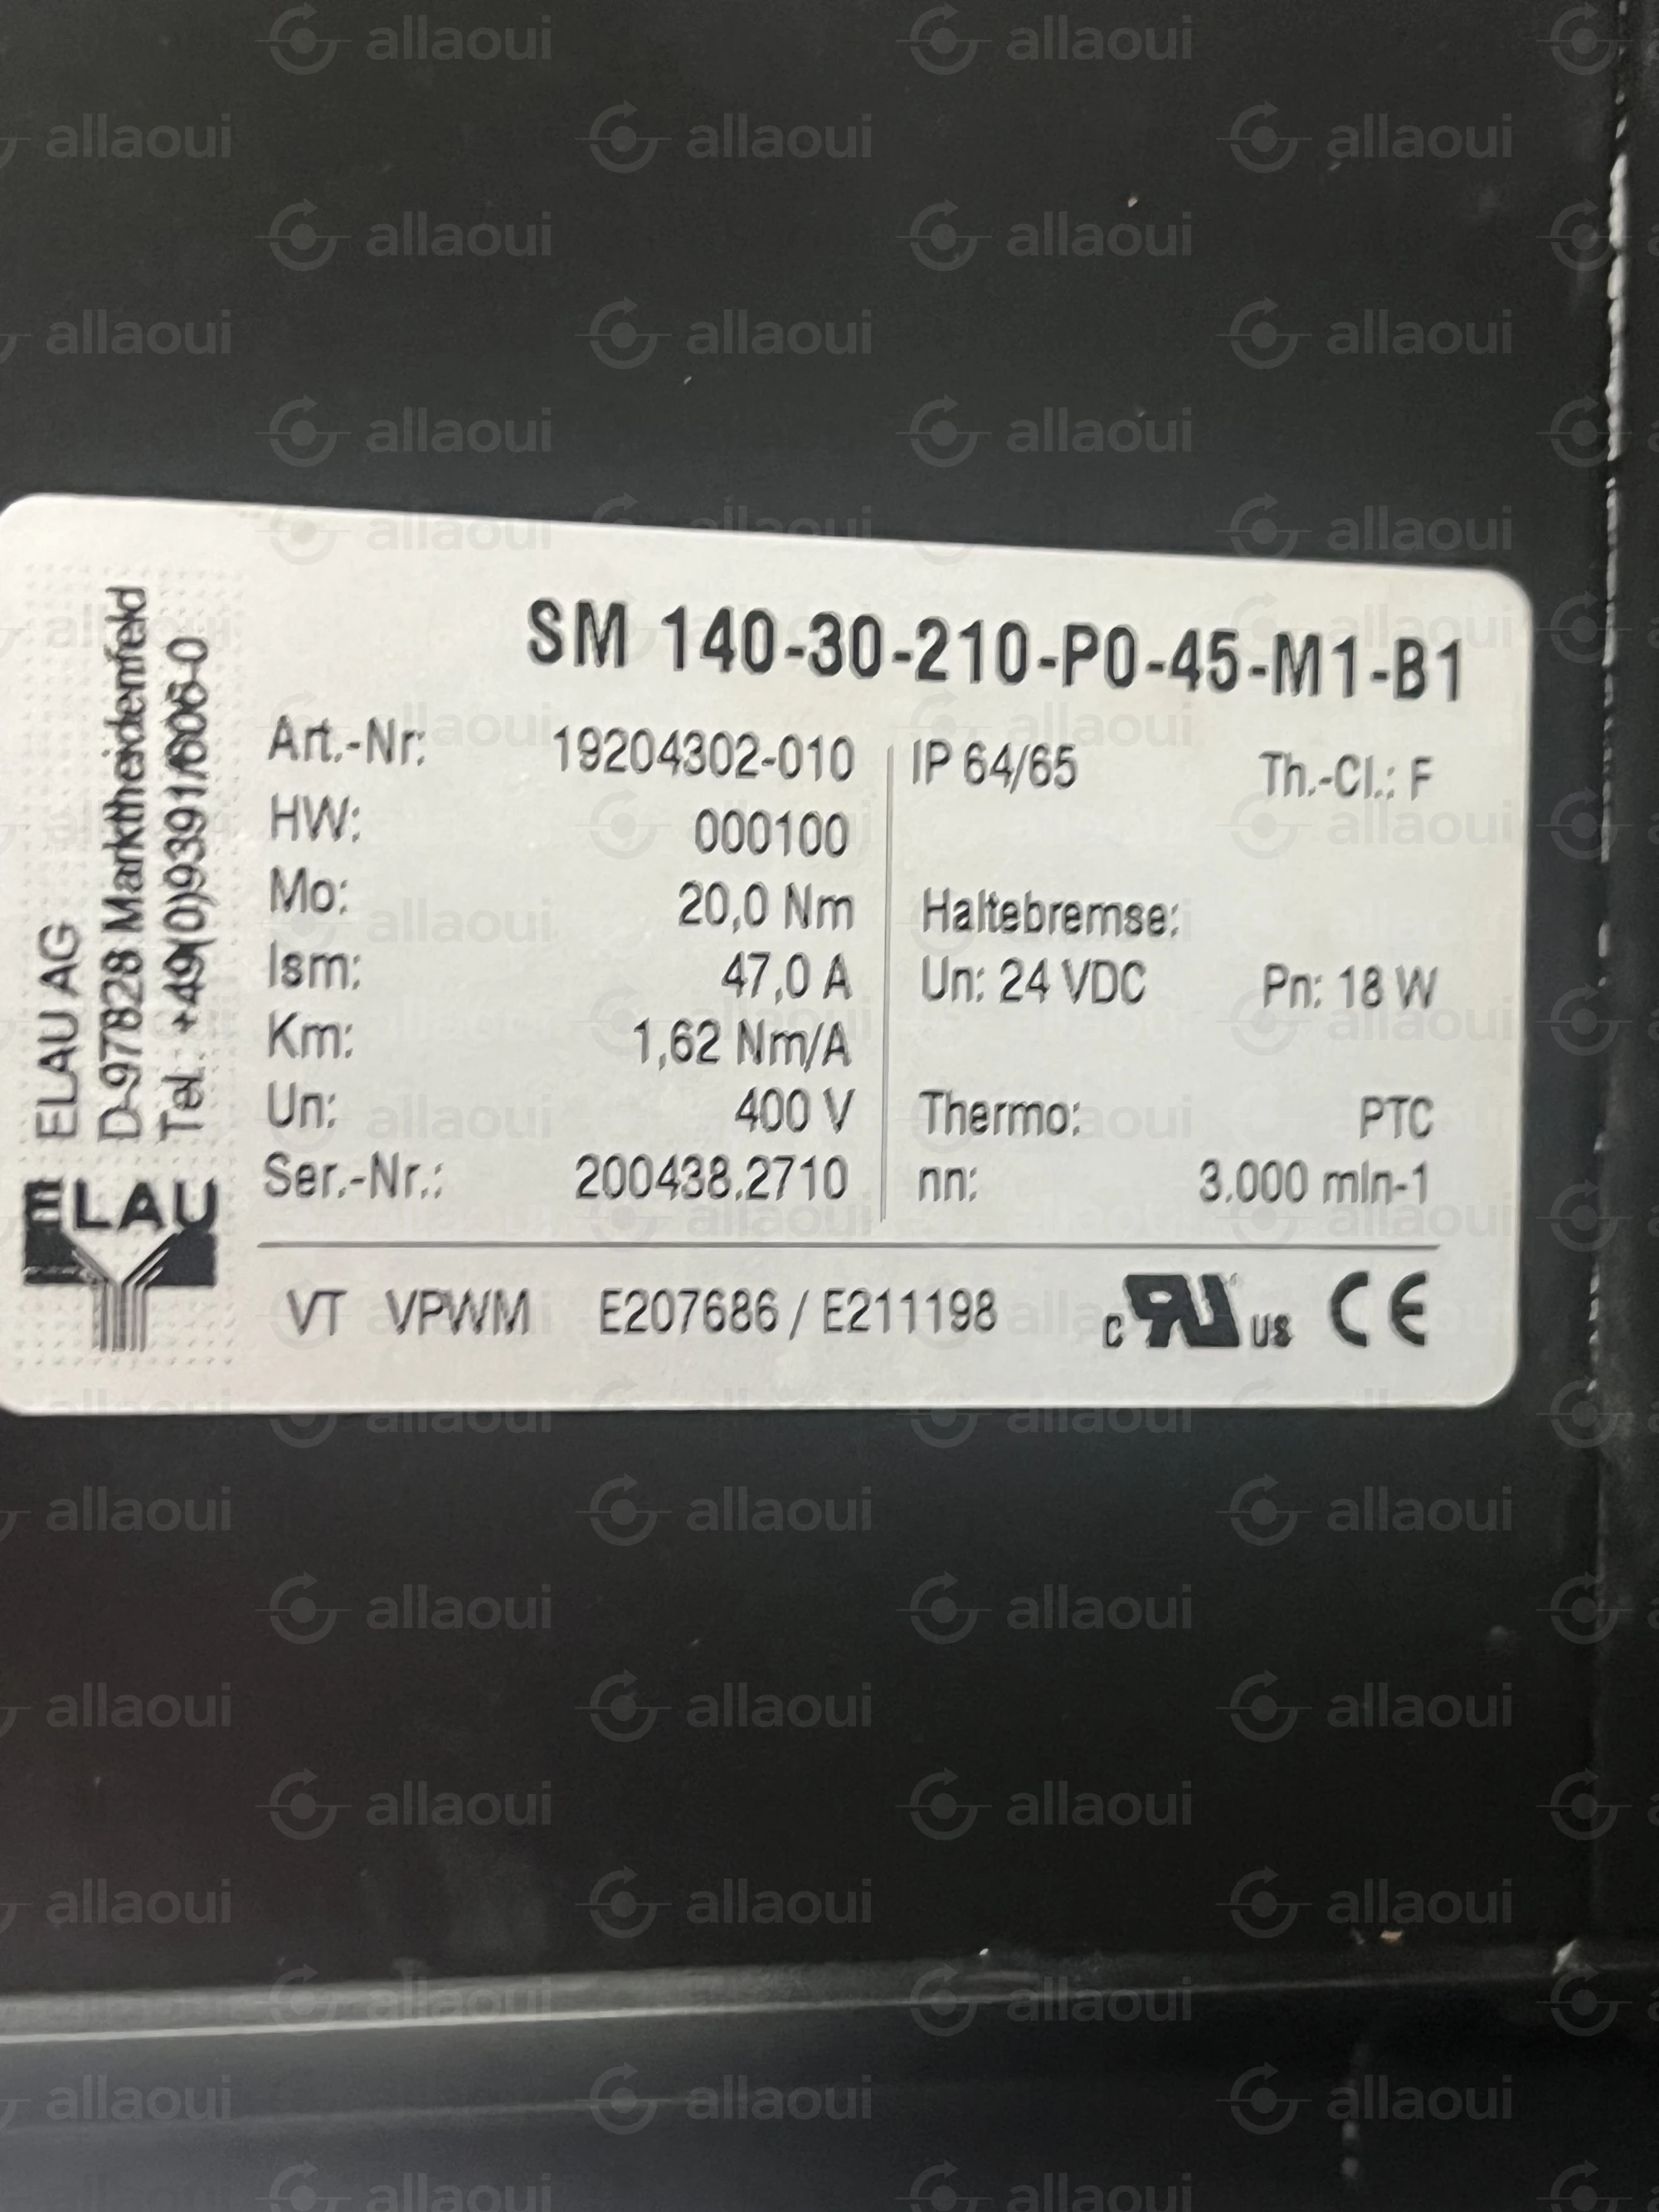 SM 140-30-210-P0-45-M1-B1
Art.-Nr: 19204302-010
HW: 000100
Mo: 20,0 Nm
Ism: 47,0 A
Km: 1,62 Nm/A
Un: 400 V
Ser.-Nr.: 200438.2710
IP 64/65 Th.-Cl.: F
Haltebremse:
Un: 24 VDC Pn: 18 W
Thermo: PTC
nn: 3.000 mIn-1
VT VPWM E207686 / E211198 c RU us CE
ELAU AG
D-97828 Marktheidenfeld
Tel.: +49(0)9391/606-0
ELAU
allaoui